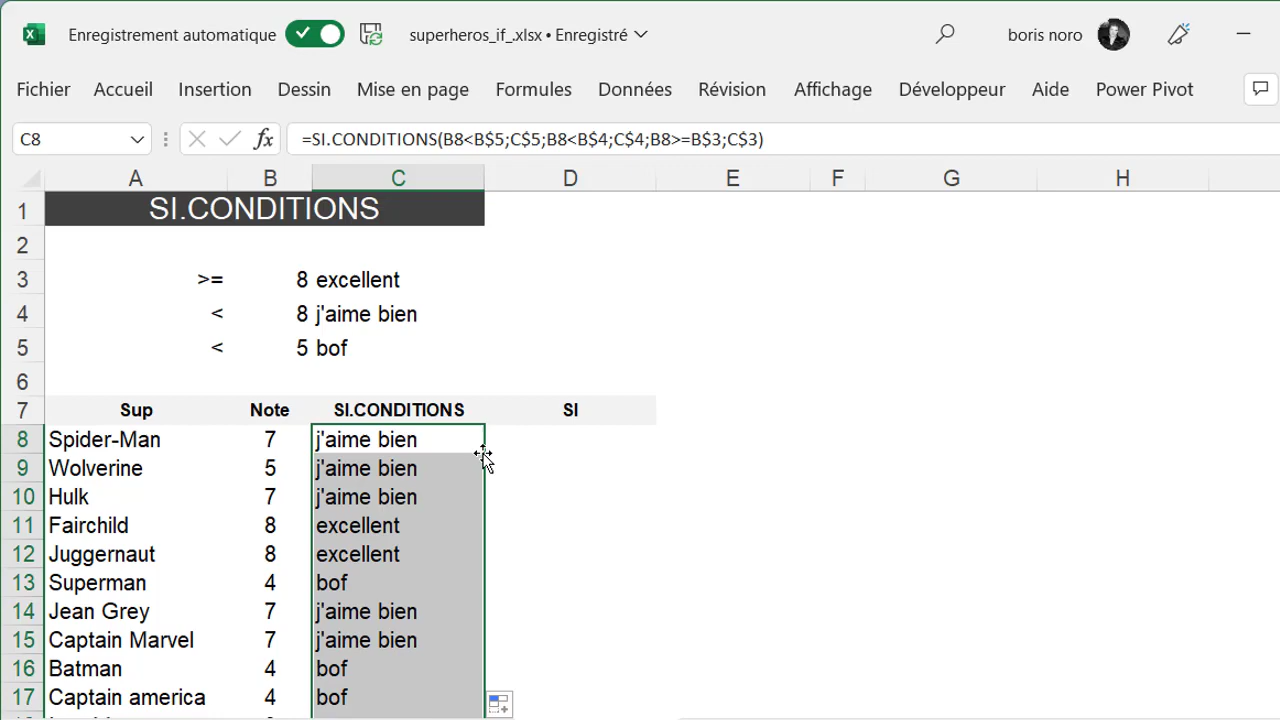 Enregistrement automatique superheros_if_.xlsx • Enregistré boris noro
Fichier Accueil Insertion Dessin Mise en page Formules Données Révision Affichage Développeur Aide Power Pivot
C8 fx =SI.CONDITIONS(B8<B$5;C$5;B8<B$4;C$4;B8>=B$3;C$3)
A B C D E F G H
1 SI.CONDITIONS
2
3 >= 8 excellent
4 < 8 j'aime bien
5 < 5 bof
6
7 Sup Note SI.CONDITIONS SI
8 Spider-Man 7 j'aime bien
9 Wolverine 5 j'aime bien
10 Hulk 7 j'aime bien
11 Fairchild 8 excellent
12 Juggernaut 8 excellent
13 Superman 4 bof
14 Jean Grey 7 j'aime bien
15 Captain Marvel 7 j'aime bien
16 Batman 4 bof
17 Captain america 4 bof